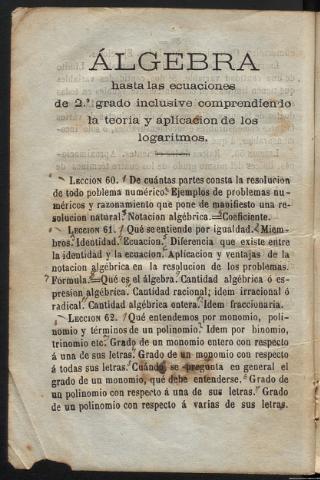 ÁLGEBRA
hasta las ecuaciones
de 2.º grado inclusive comprendiendo
la teoría y aplicacion de los
logaritmos.
LECCION 60. De cuántas partes consta la resolucion
de todo poblema numérico. Ejemplos de problemas nu-
méricos y razonamiento que pone de manifiesto una re-
solucion natural. Notacion algébrica.=Coeficiente.
LECCION 61. Qué se entiende por igualdad. Miem-
bros. Identidad. Ecuacion. Diferencia que existe entre
la identidad y la ecuacion. Aplicacion y ventajas de la
notacion algébrica en la resolucion de los problemas.
Fórmula.=Qué es el álgebra. Cantidad algébrica ó es-
presion algébrica. Cantidad racional; idem irracional ó
radical. Cantidad algébrica entera. Idem fraccionaria.
LECCION 62. Qué entendemos por monomio, poli-
nomio y términos de un polinomio. Idem por binomio,
trinomio etc. Grado de un monomio entero con respecto
á una de sus letras. Grado de un monomio con respecto
á todas sus letras. Cuándo se pregunta en general el
grado de un monomio, qué debe entenderse. Grado de
un polinomio con respecto á una de sus letras. Grado
de un polinomio con respecto á varias de sus letras.